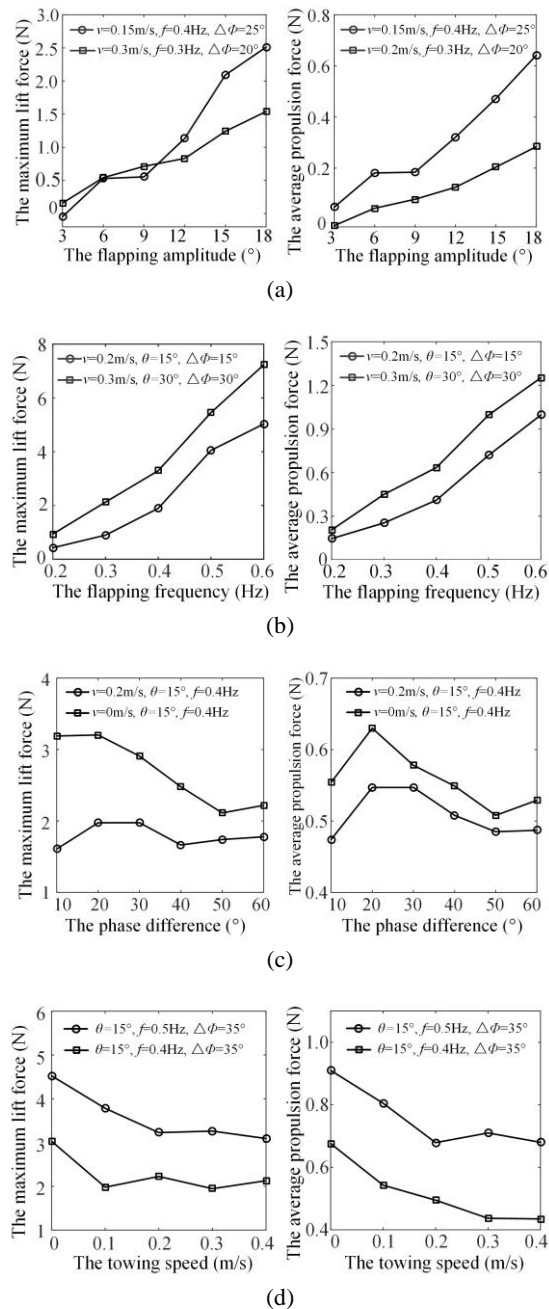 The maximum lift force (N)
3.0
2.5
2.0
1.5
1.0
0.5
0
v=0.15m/s, f=0.4Hz, △Φ=25°
v=0.3m/s, f=0.3Hz, △Φ=20°
3 6 9 12 15 18
The flapping amplitude (°)
The average propulsion force (N)
0.8
0.6
0.4
0.2
0
v=0.15m/s, f=0.4Hz, △Φ=25°
v=0.2m/s, f=0.3Hz, △Φ=20°
3 6 9 12 15 18
The flapping amplitude (°)
(a)
The maximum lift force (N)
8
6
4
2
0
v=0.2m/s, θ=15°, △Φ=15°
v=0.3m/s, θ=30°, △Φ=30°
0.2 0.3 0.4 0.5 0.6
The flapping frequency (Hz)
The average propulsion force (N)
1.5
1.2
0.9
0.6
0.3
0
v=0.2m/s, θ=15°, △Φ=15°
v=0.3m/s, θ=30°, △Φ=30°
0.2 0.3 0.4 0.5 0.6
The flapping frequency (Hz)
(b)
The maximum lift force (N)
4
3
2
1
v=0.2m/s, θ=15°, f=0.4Hz
v=0m/s, θ=15°, f=0.4Hz
10 20 30 40 50 60
The phase difference (°)
The average propulsion force (N)
0.7
0.6
0.5
0.4
v=0.2m/s, θ=15°, f=0.4Hz
v=0m/s, θ=15°, f=0.4Hz
10 20 30 40 50 60
The phase difference (°)
(c)
The maximum lift force (N)
6
5
4
3
2
1
θ=15°, f=0.5Hz, △Φ=35°
θ=15°, f=0.4Hz, △Φ=35°
0 0.1 0.2 0.3 0.4
The towing speed (m/s)
The average propulsion force (N)
1.0
0.8
0.6
0.4
θ=15°, f=0.5Hz, △Φ=35°
θ=15°, f=0.4Hz, △Φ=35°
0 0.1 0.2 0.3 0.4
The towing speed (m/s)
(d)